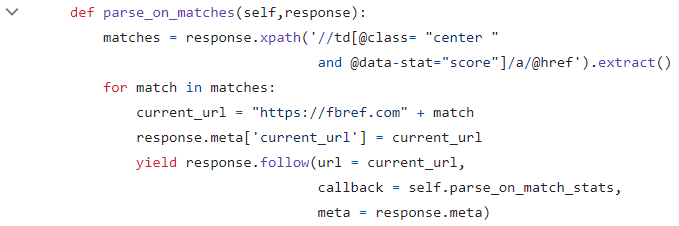 def parse_on_matches(self,response):
    matches = response.xpath('//td[@class= "center "
                              and @data-stat="score"]/a/@href').extract()
    for match in matches:
        current_url = "https://fbref.com" + match
        response.meta['current_url'] = current_url
        yield response.follow(url = current_url,
                              callback = self.parse_on_match_stats,
                              meta = response.meta)